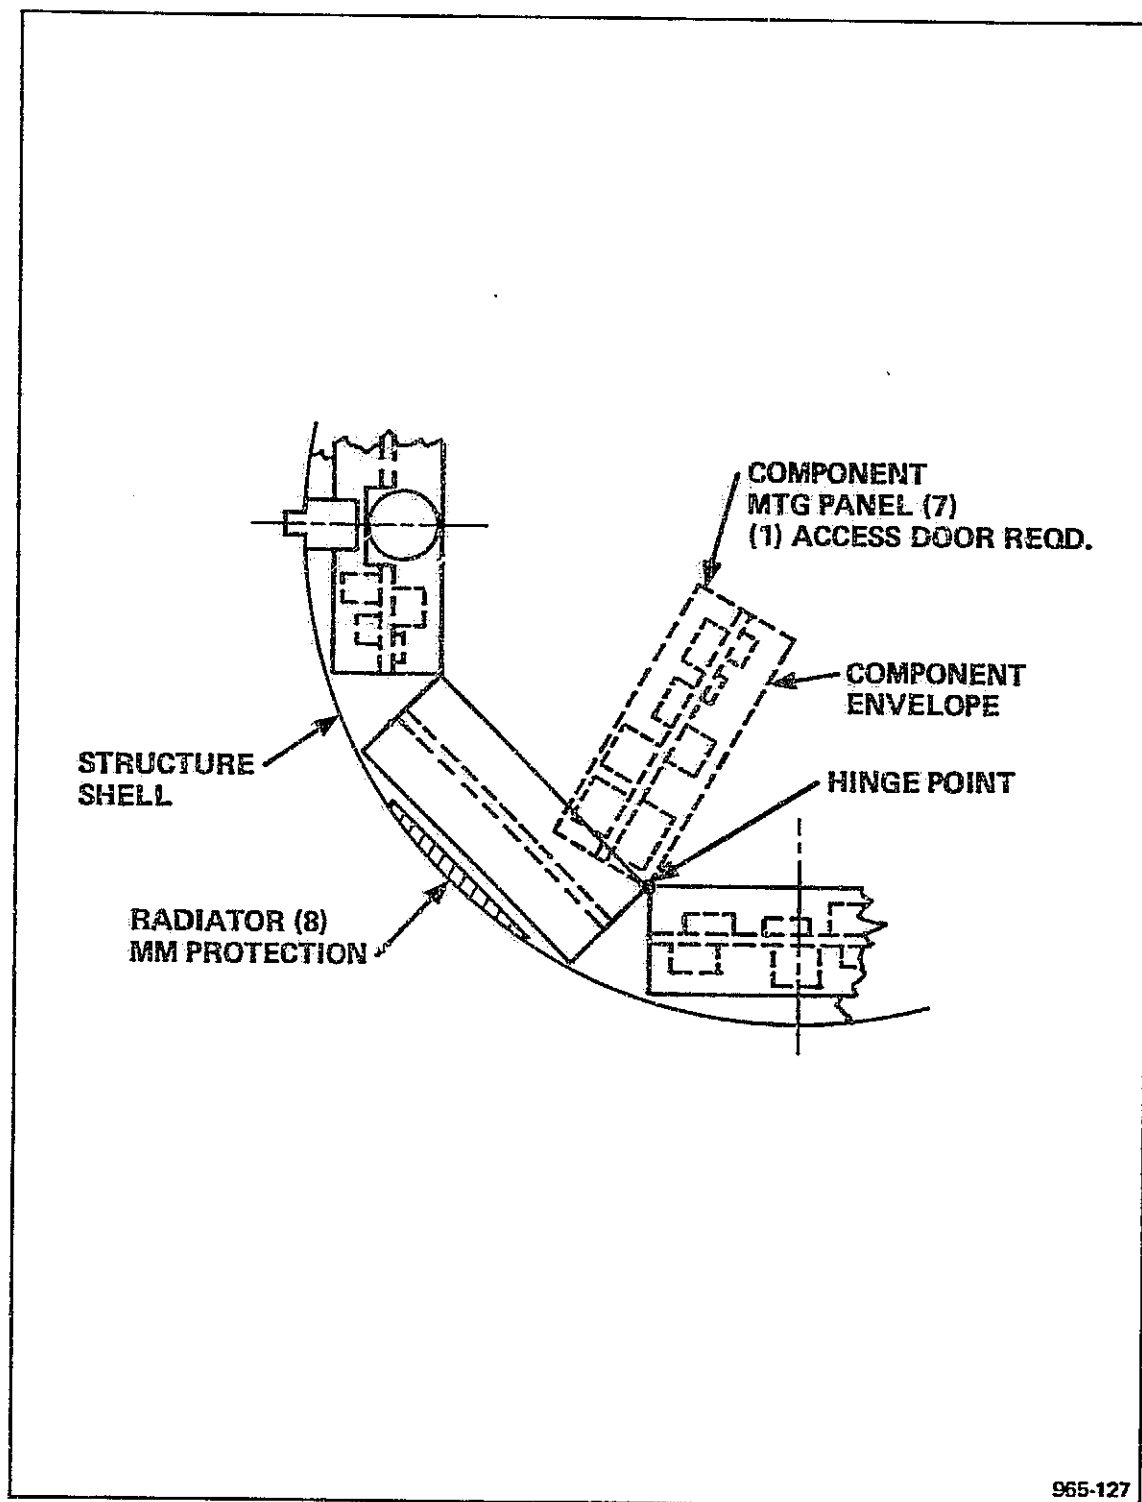 COMPONENT
MTG PANEL (7)
(1) ACCESS DOOR REQD.
COMPONENT
ENVELOPE
STRUCTURE
SHELL
HINGE POINT
RADIATOR (8)
MM PROTECTION
965-127